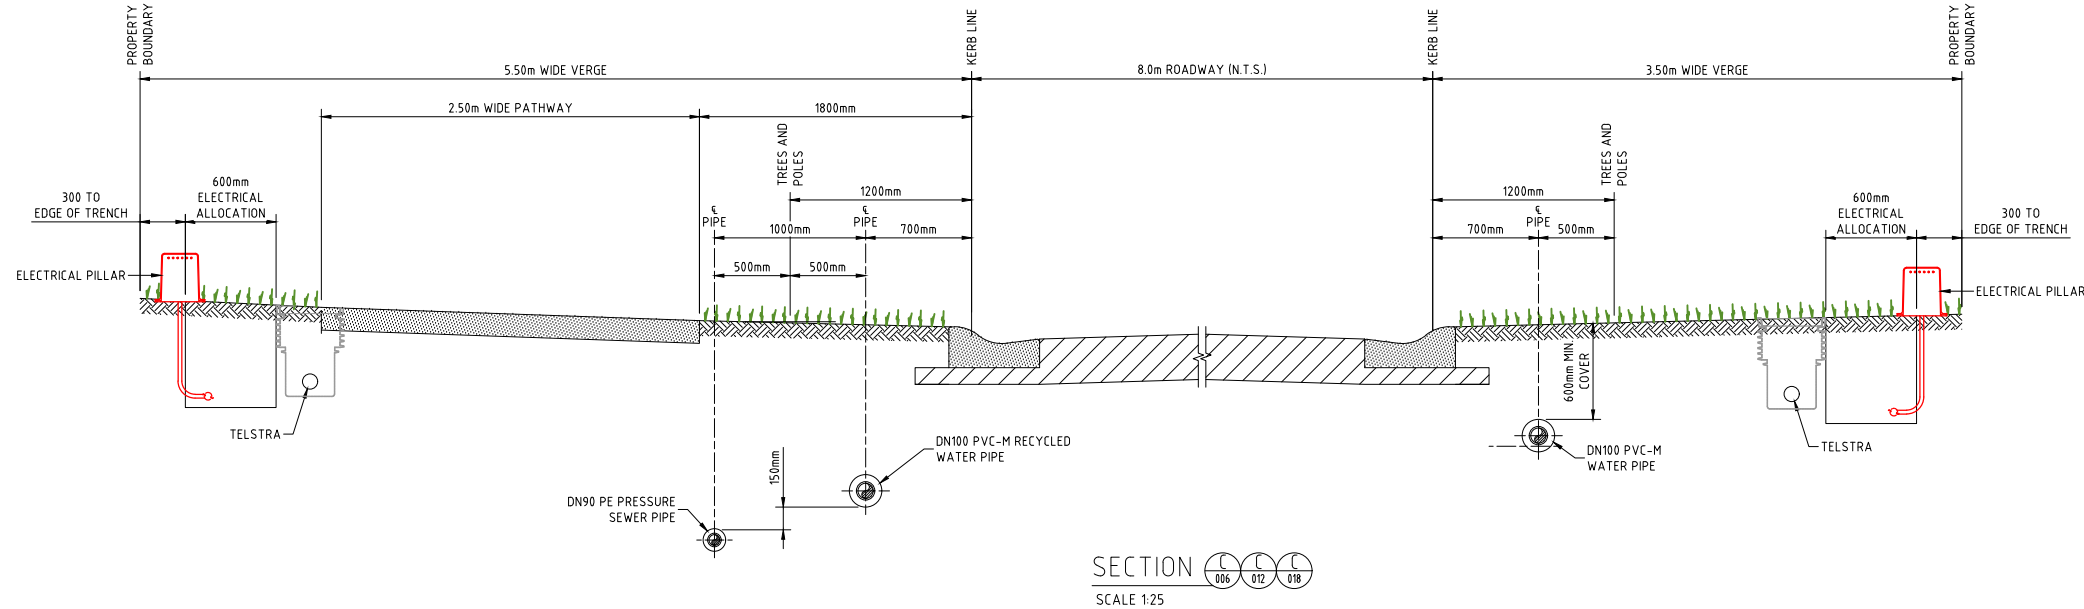 PROPERTY
BOUNDARY
KERB LINE
KERB LINE
PROPERTY
BOUNDARY
5.50m WIDE VERGE
8.0m ROADWAY (N.T.S.)
3.50m WIDE VERGE
2.50m WIDE PATHWAY
1800mm
TREES AND
POLES
TREES AND
POLES
300 TO
EDGE OF TRENCH
600mm
ELECTRICAL
ALLOCATION
1200mm
1200mm
600mm
ELECTRICAL
ALLOCATION
300 TO
EDGE OF TRENCH
℄
PIPE
℄
PIPE
℄
PIPE
1000mm
700mm
700mm
500mm
500mm
500mm
ELECTRICAL PILLAR
ELECTRICAL PILLAR
600mm MIN.
COVER
TELSTRA
TELSTRA
DN100 PVC-M RECYCLED
WATER PIPE
DN100 PVC-M
WATER PIPE
150mm
DN90 PE PRESSURE
SEWER PIPE
SECTION
C
006
C
012
C
018
SCALE 1:25